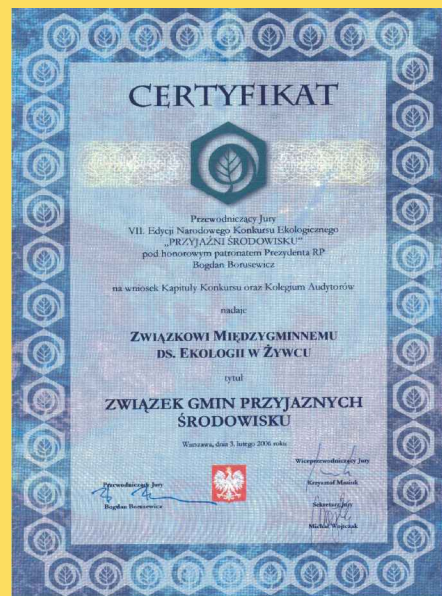 CERTYFIKAT
Przewodniczący Jury
VII. Edycji Narodowego Konkursu Ekologicznego
„PRZYJAŹNI ŚRODOWISKU”
pod honorowym patronatem Prezydenta RP
Bogdan Borusewicz
na wniosek Kapituły Konkursu oraz Kolegium Audytorów
nadaje
ZWIĄZKOWI MIĘDZYGMINNEMU
DS. EKOLOGII W ŻYWCU
tytuł
ZWIĄZEK GMIN PRZYJAZNYCH
ŚRODOWISKU
Warszawa, dnia 3. lutego 2006 roku
Wiceprzewodniczący Jury
Przewodniczący Jury
Krzysztof Masiuk
Bogdan Borusewicz
Sekretarz Jury
Michał Wojtczak